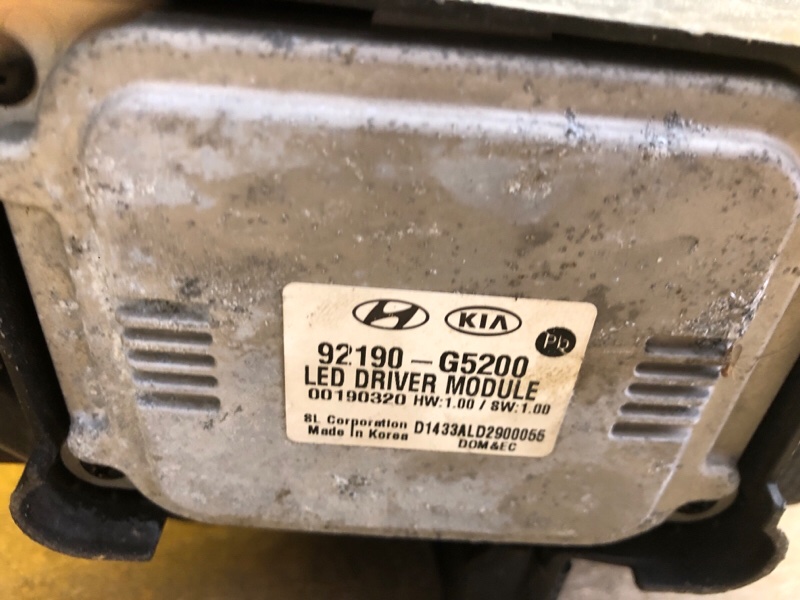 KIA
Pb
92190-G5200
LED DRIVER MODULE
00190320 HW:1.00 / SW:1.00
SL Corporation D1433ALD2900055
Made In Korea DOM&EC